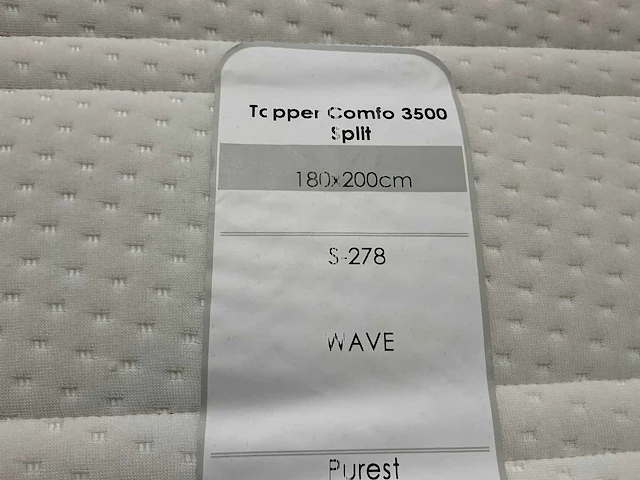 Topper Comfo 3500
Split
180x200cm
S-278
WAVE
Purest